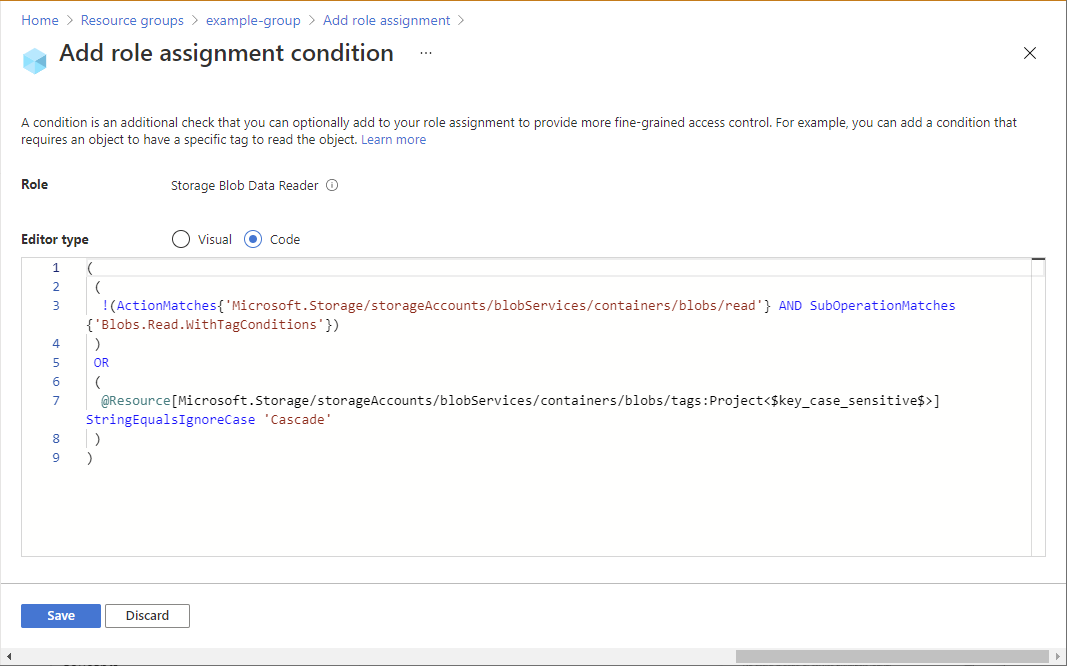 Home > Resource groups > example-group > Add role assignment >
Add role assignment condition ...
A condition is an additional check that you can optionally add to your role assignment to provide more fine-grained access control. For example, you can add a condition that
requires an object to have a specific tag to read the object. Learn more
Role Storage Blob Data Reader
Editor type Visual Code
1 (
2 (
3 !(ActionMatches{'Microsoft.Storage/storageAccounts/blobServices/containers/blobs/read'} AND SubOperationMatches
{'Blobs.Read.WithTagConditions'})
4 )
5 OR
6 (
7 @Resource[Microsoft.Storage/storageAccounts/blobServices/containers/blobs/tags:Project<$key_case_sensitive$>]
StringEqualsIgnoreCase 'Cascade'
8 )
9 )
Save Discard